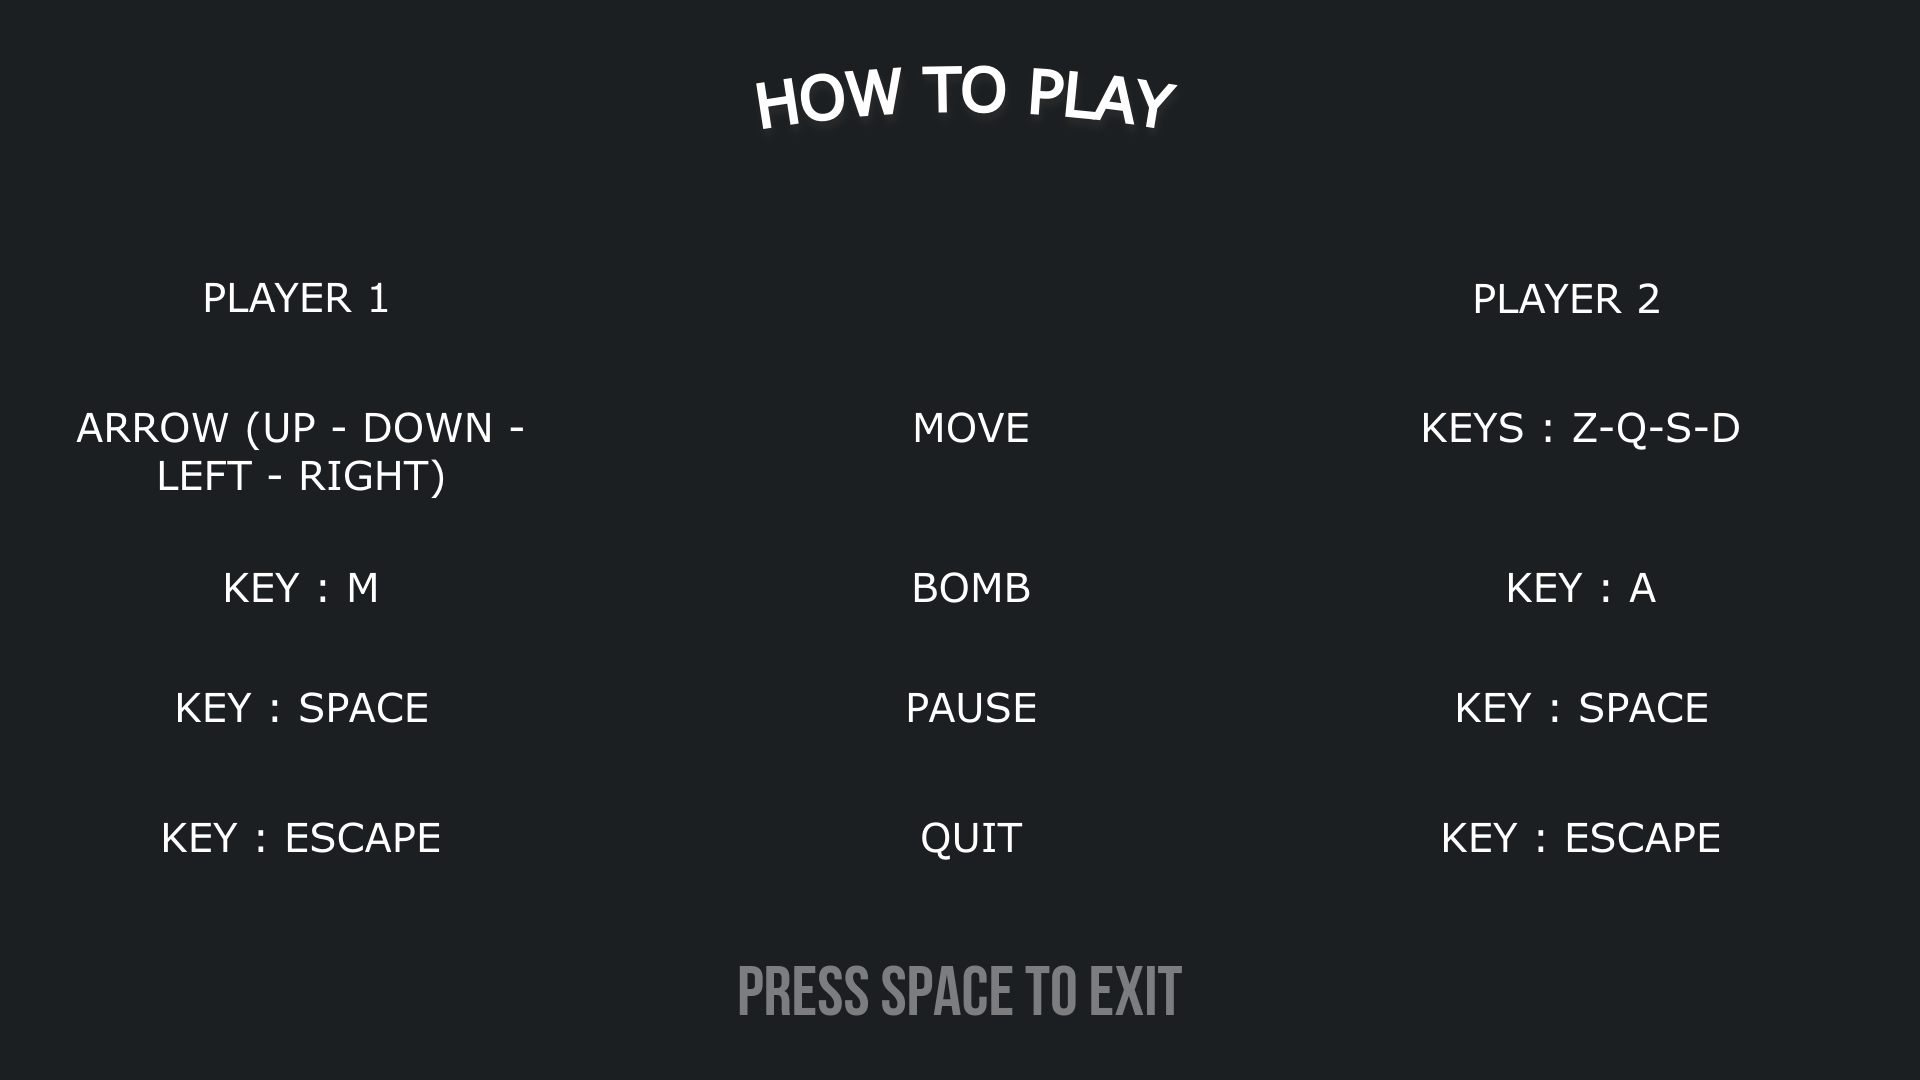 HOW TO PLAY
PLAYER 1
PLAYER 2
ARROW (UP - DOWN -
LEFT - RIGHT)
MOVE
KEYS : Z-Q-S-D
KEY : M
BOMB
KEY : A
KEY : SPACE
PAUSE
KEY : SPACE
KEY : ESCAPE
QUIT
KEY : ESCAPE
PRESS SPACE TO EXIT